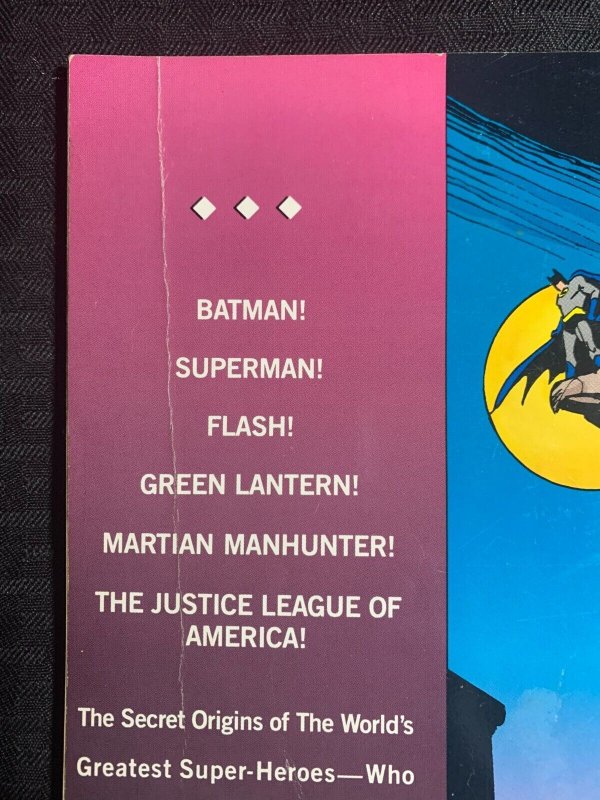 BATMAN!
SUPERMAN!
FLASH!
GREEN LANTERN!
MARTIAN MANHUNTER!
THE JUSTICE LEAGUE OF
AMERICA!
The Secret Origins of The World's
Greatest Super-Heroes—Who